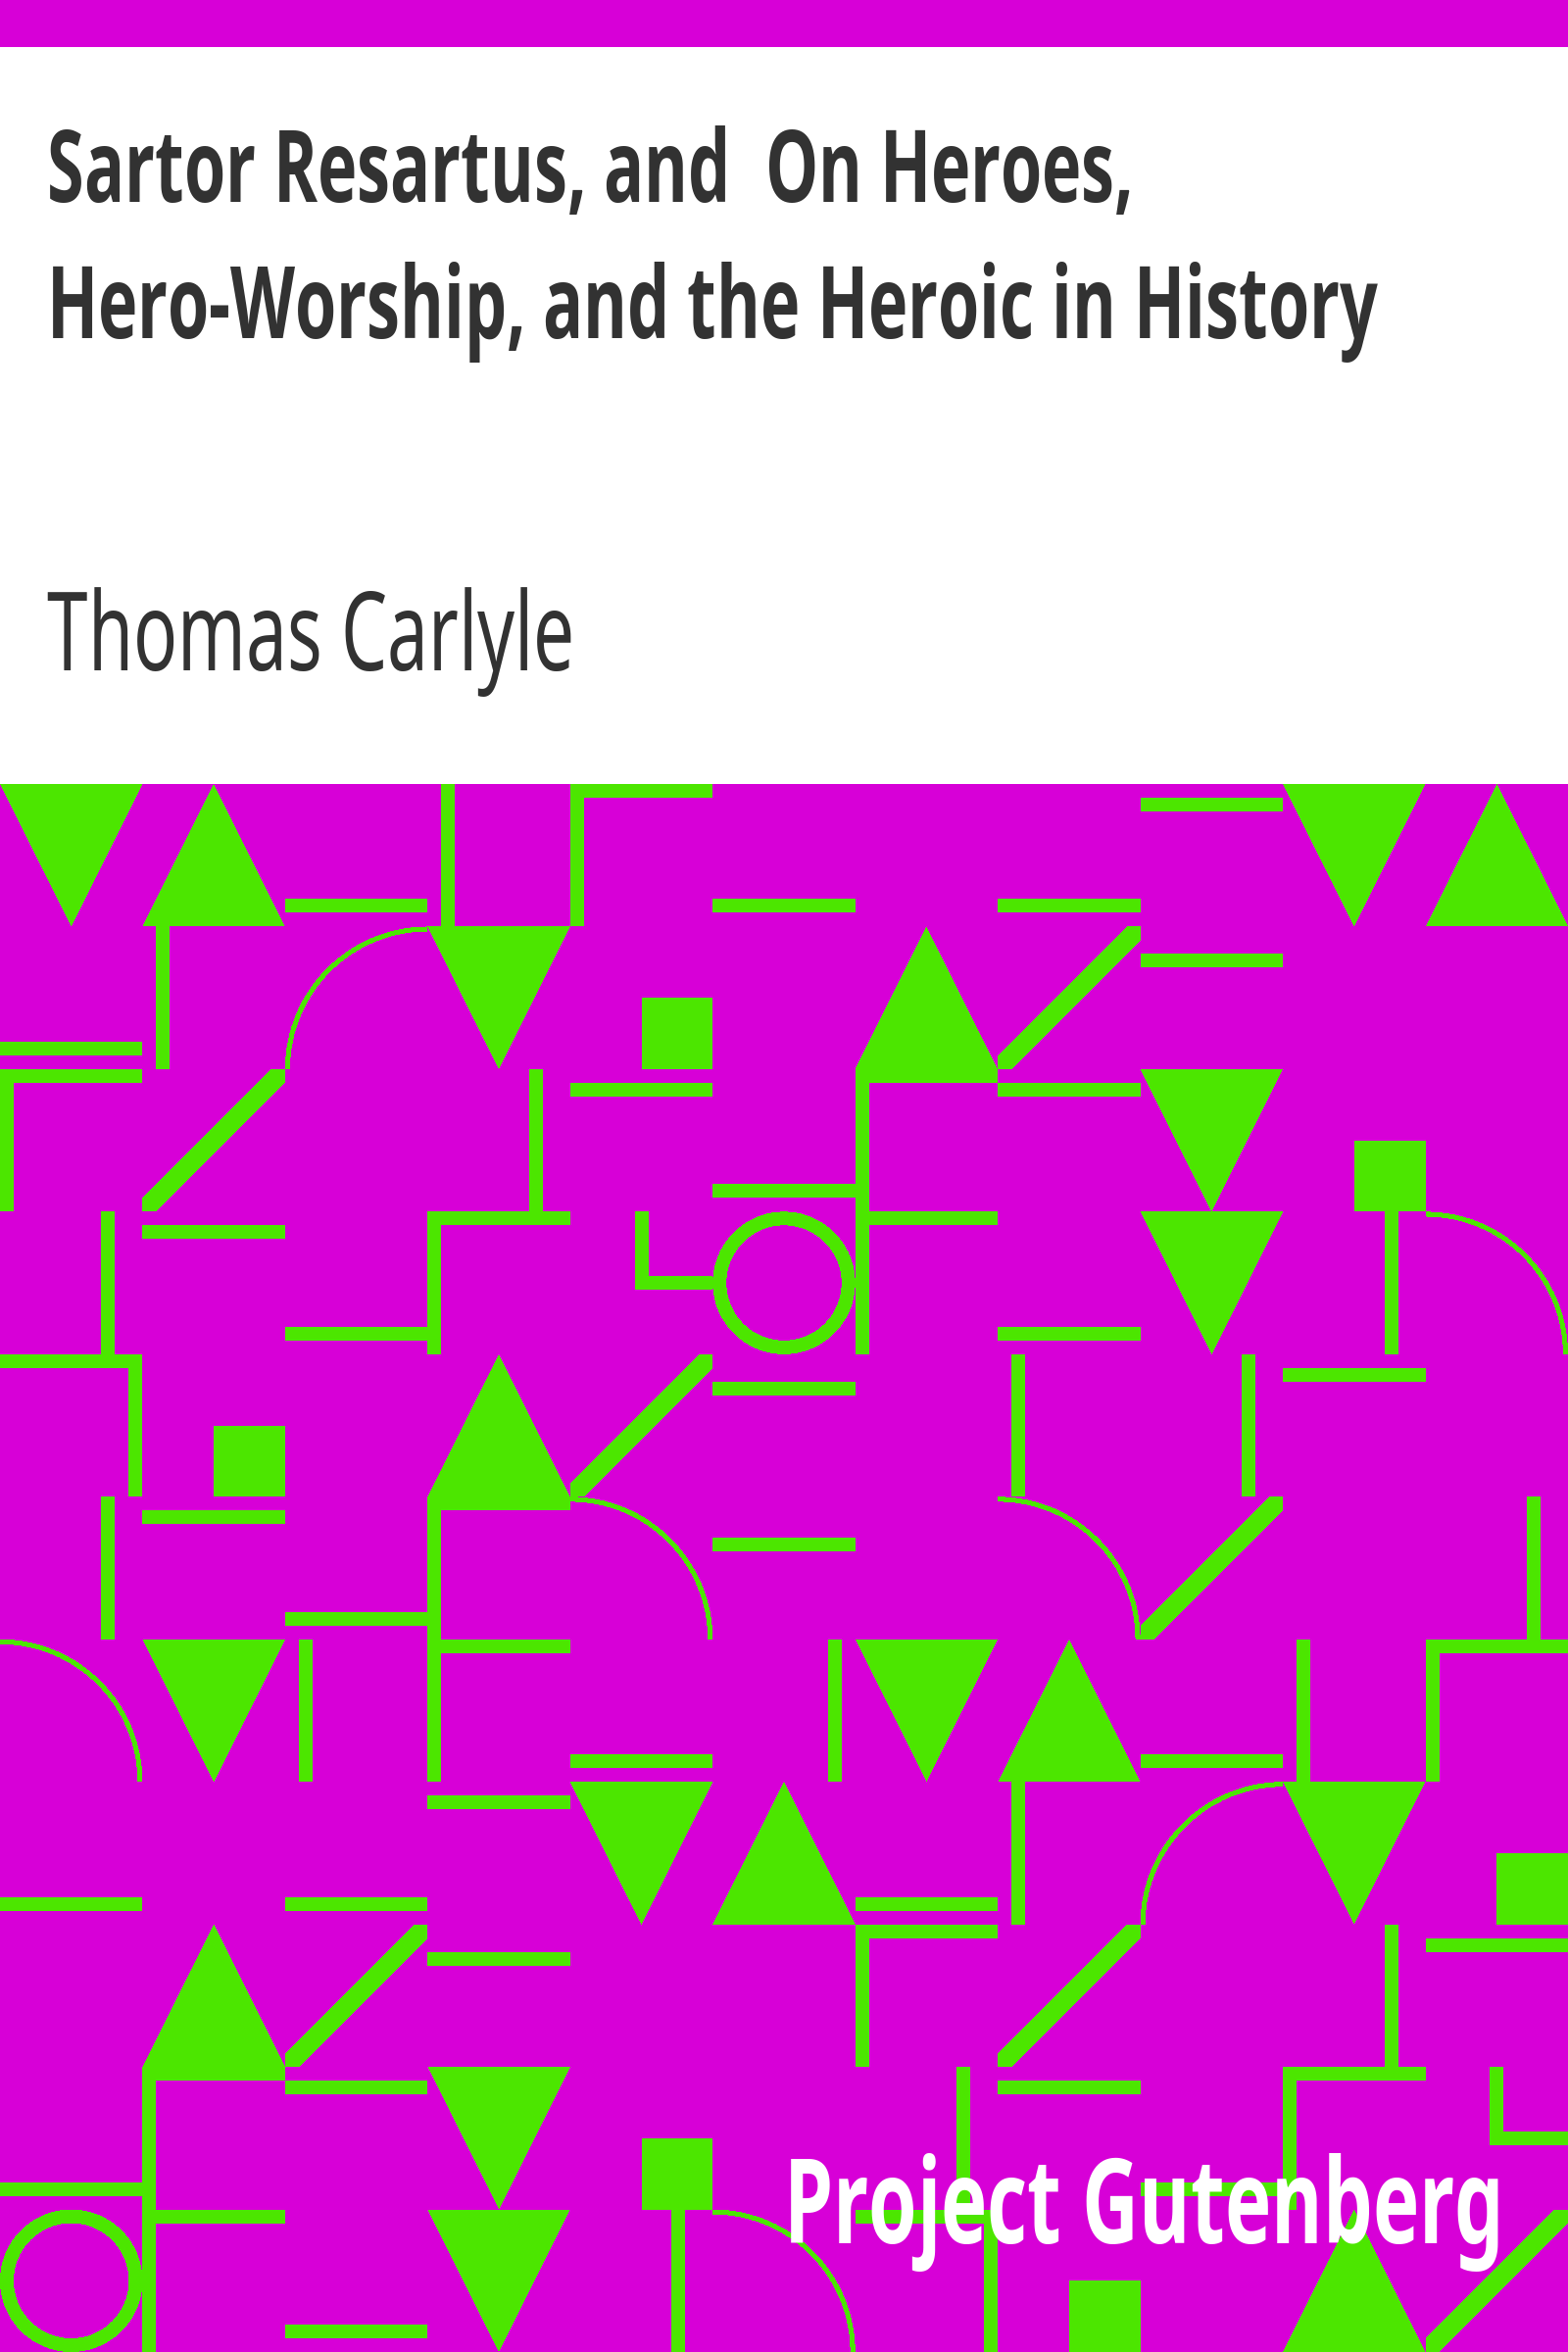 Sartor Resartus, and  On Heroes,
Hero-Worship, and the Heroic in History
Thomas Carlyle
Project Gutenberg